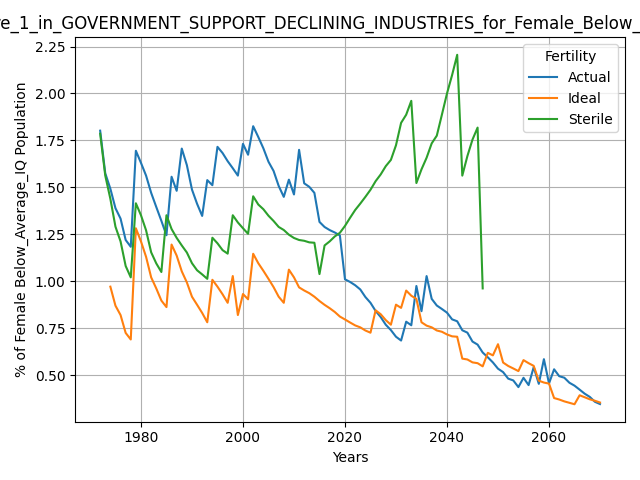 e_1_in_GOVERNMENT_SUPPORT_DECLINING_INDUSTRIES_for_Female_Below_
% of Female Below_Average_IQ Population
2.25
2.00
1.75
1.50
1.25
1.00
0.75
0.50
Fertility
Actual
Ideal
Sterile
1980
2000
2020
2040
2060
Years